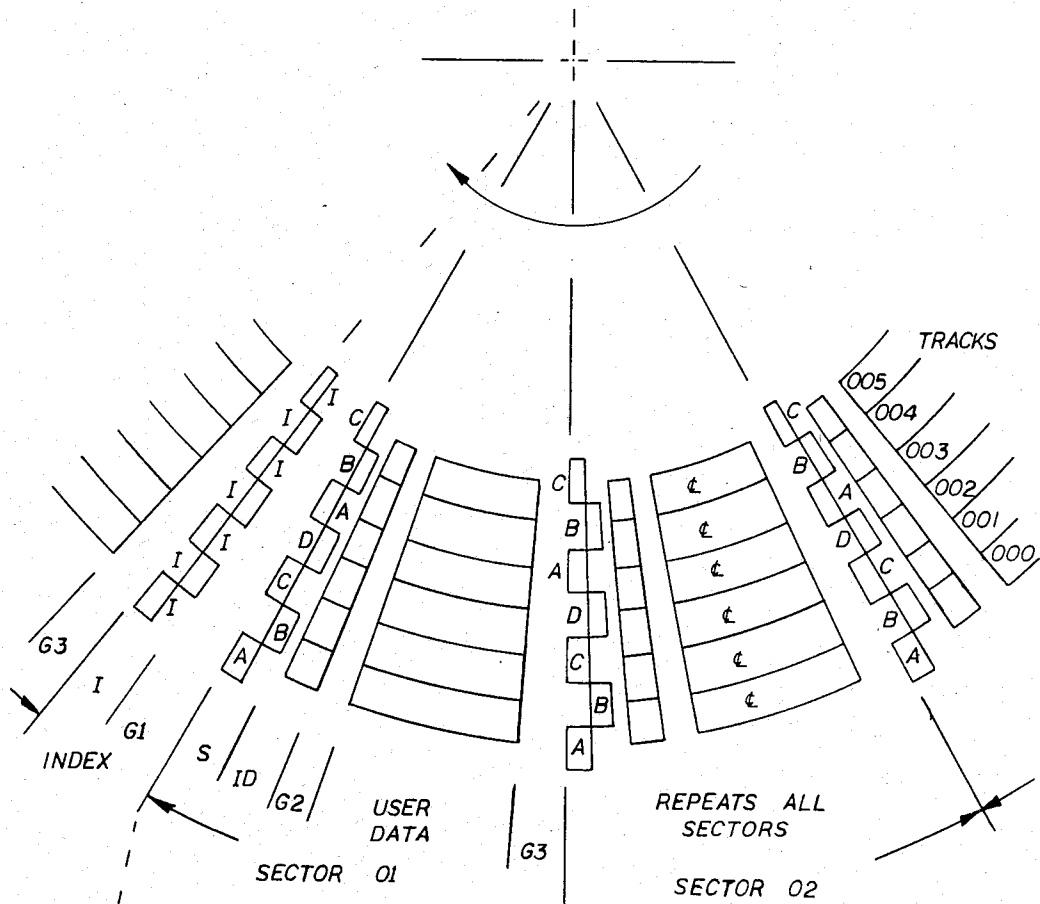 TRACKS
005
004
003
002
001
000
I
I
I
I
I
I
I
C
B
A
D
C
B
A
C
B
A
D
C
B
A
℄
℄
℄
℄
℄
℄
C
B
A
D
C
B
A
G3
I
G1
INDEX
S
ID
G2
USER
DATA
G3
REPEATS ALL
SECTORS
SECTOR 01
SECTOR 02